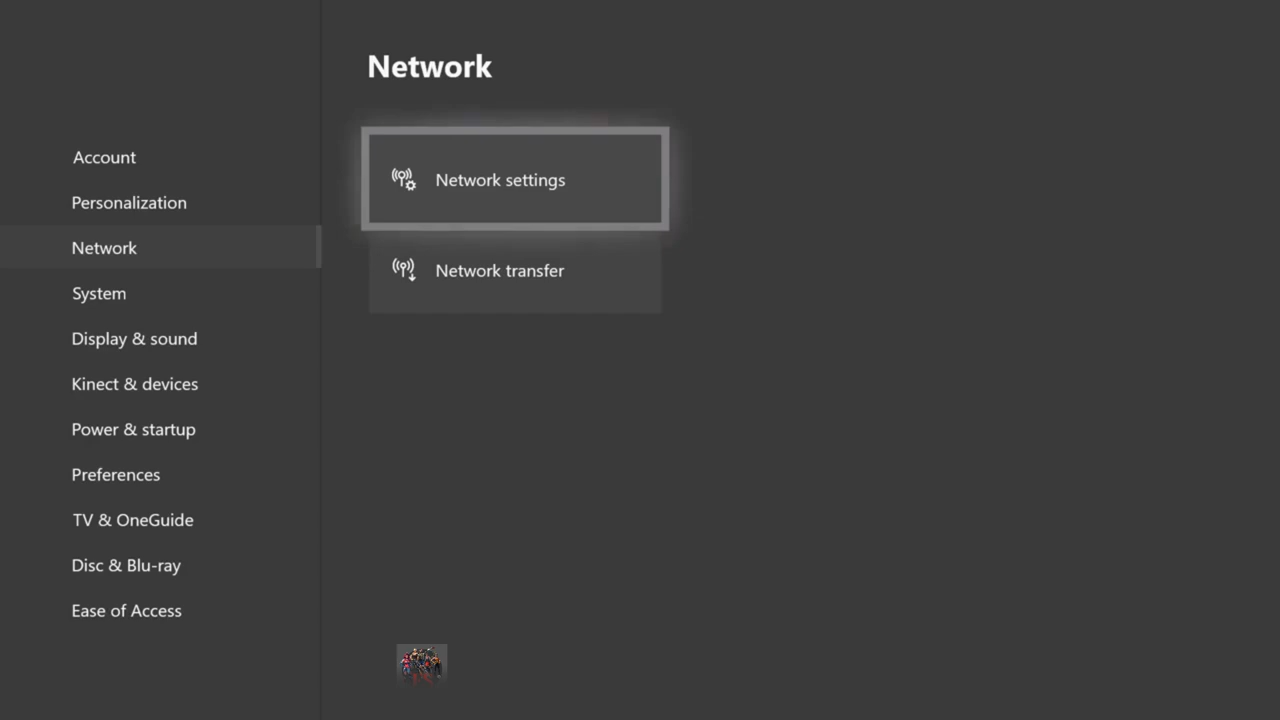 Network
Account
Personalization
Network
System
Display & sound
Kinect & devices
Power & startup
Preferences
TV & OneGuide
Disc & Blu-ray
Ease of Access
Network settings
Network transfer